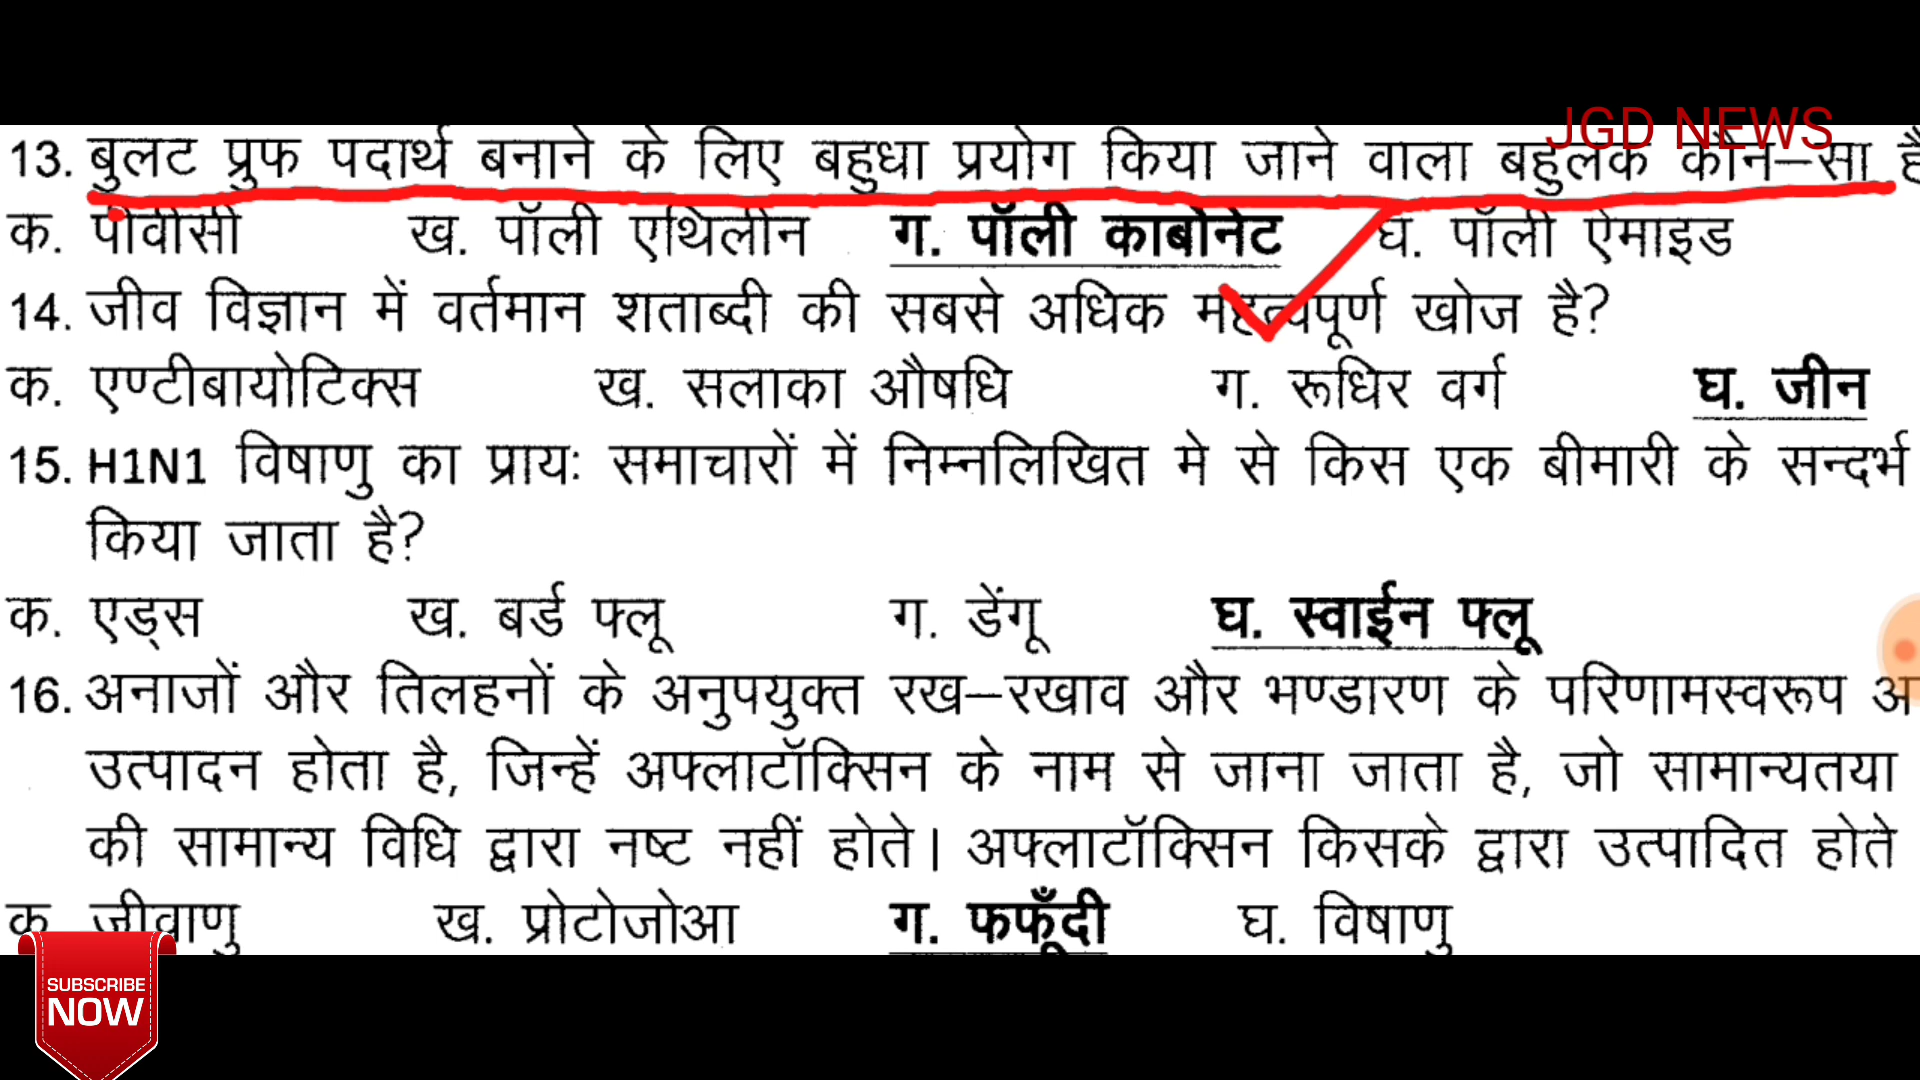 JGD NEWS
13. बुलट प्रुफ पदार्थ बनाने के लिए बहुधा प्रयोग किया जाने वाला बहुलक कौन–सा है
क. पीवीसी ख. पॉली एथिलीन ग. पॉली कार्बोनेट घ. पॉली ऐमाइड
14. जीव विज्ञान में वर्तमान शताब्दी की सबसे अधिक महत्वपूर्ण खोज है?
क. एण्टीबायोटिक्स ख. सलाका औषधि ग. रूधिर वर्ग घ. जीन
15. H1N1 विषाणु का प्रायः समाचारों में निम्नलिखित मे से किस एक बीमारी के सन्दर्भ
किया जाता है?
क. एड्स ख. बर्ड फ्लू ग. डेंगू घ. स्वाईन फ्लू
16. अनाजों और तिलहनों के अनुपयुक्त रख–रखाव और भण्डारण के परिणामस्वरूप
उत्पादन होता है, जिन्हें अफ्लाटॉक्सिन के नाम से जाना जाता है, जो सामान्यतया
की सामान्य विधि द्वारा नष्ट नहीं होते। अफ्लाटॉक्सिन किसके द्वारा उत्पादित होते
क. जीवाणु ख. प्रोटोजोआ ग. फफूँदी घ. विषाणु
SUBSCRIBE
NOW